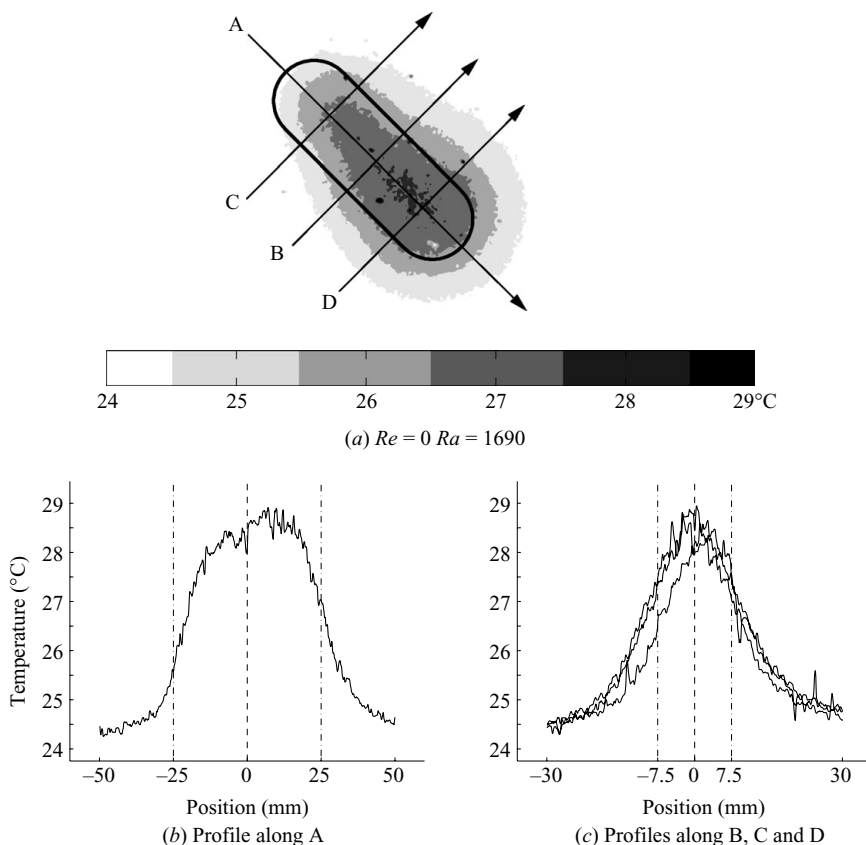 A
C
B
D
24 25 26 27 28 29°C
(a) Re = 0 Ra = 1690
29
28
27
26
25
24
Temperature (°C)
–50 –25 0 25 50
Position (mm)
(b) Profile along A
29
28
27
26
25
24
–30 –7.5 0 7.5 30
Position (mm)
(c) Profiles along B, C and D